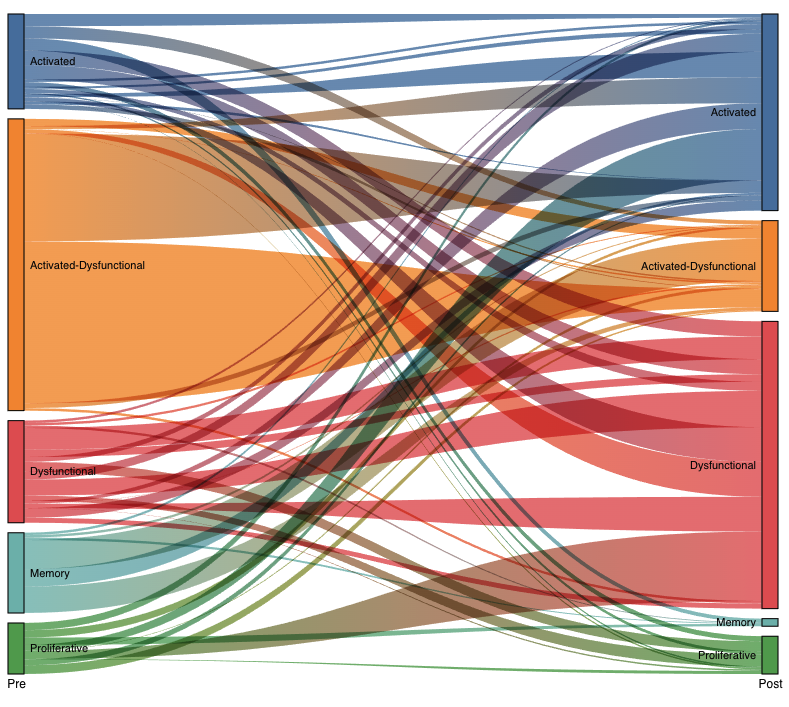 Activated
Activated-Dysfunctional
Dysfunctional
Memory
Proliferative
Pre
Activated
Activated-Dysfunctional
Dysfunctional
Memory
Proliferative
Post